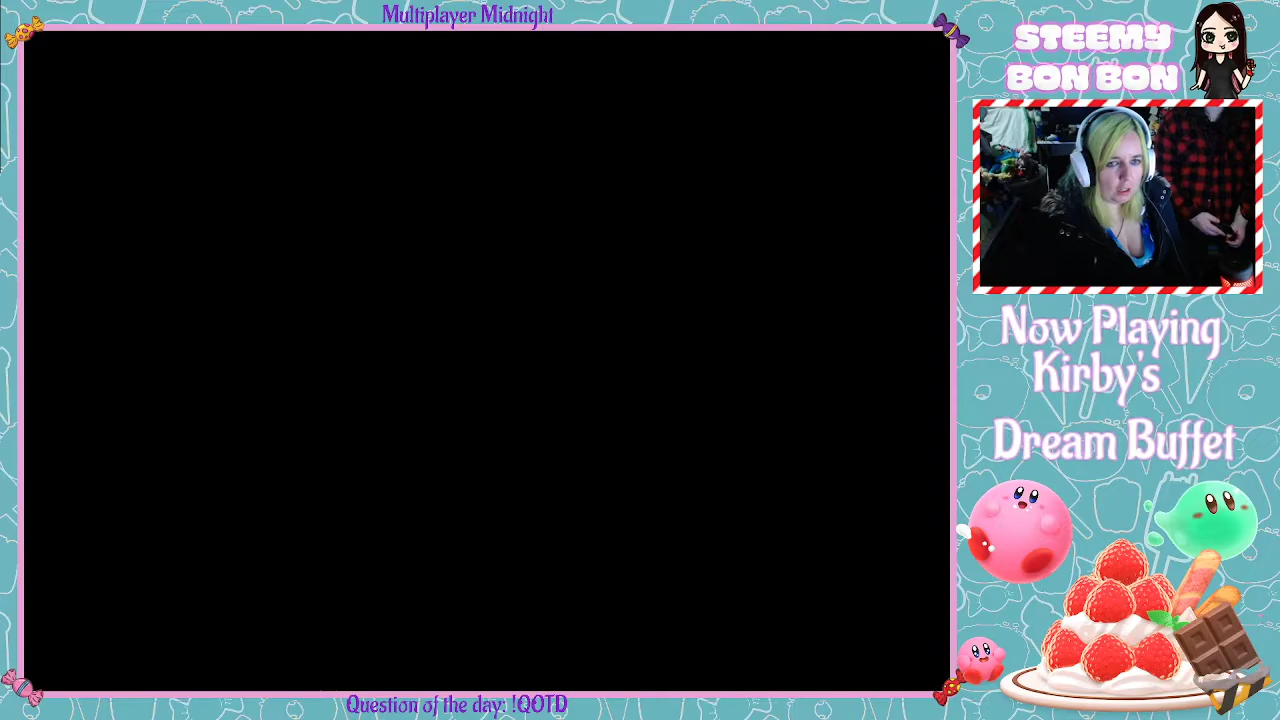 Multiplayer Midnight
STEEMY
BON BON
Now Playing
Kirby's
Dream Buffet
Question of the day: !QOTD